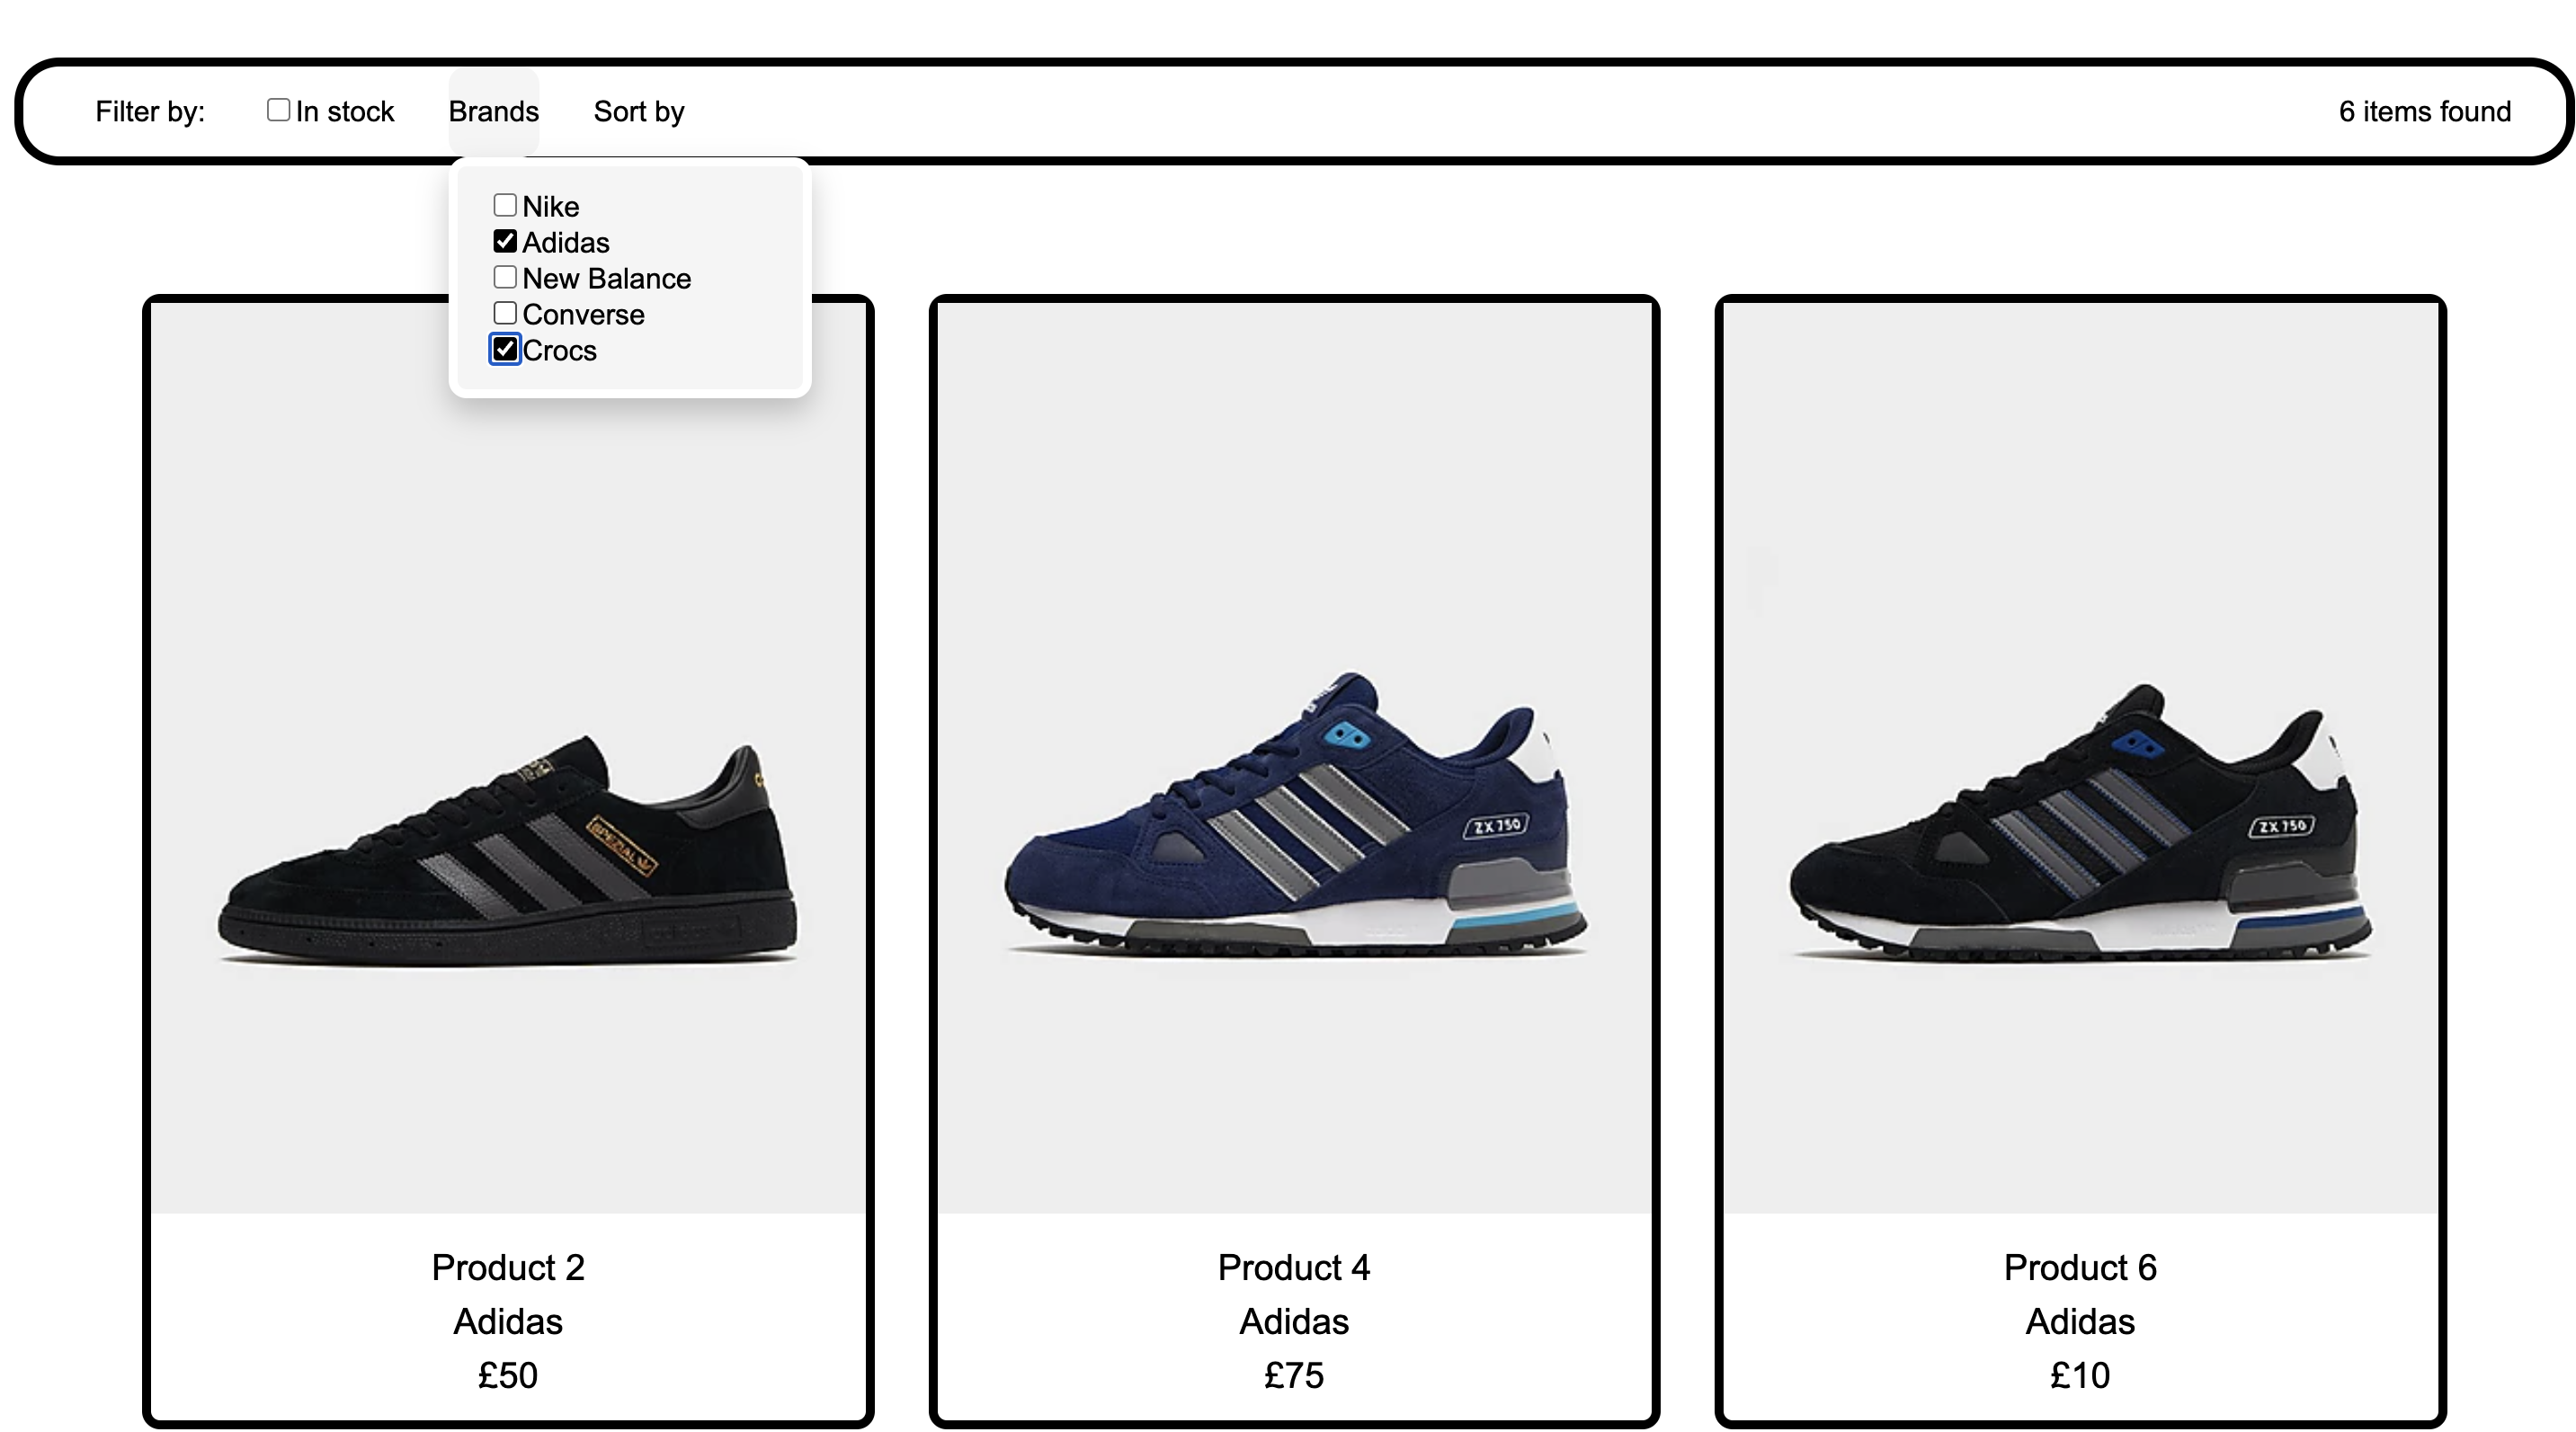 Filter by:
In stock
Brands
Sort by
6 items found
Nike
Adidas
New Balance
Converse
Crocs
SPEZIAL
ZX 750
ZX 750
Product 2
Adidas
£50
Product 4
Adidas
£75
Product 6
Adidas
£10